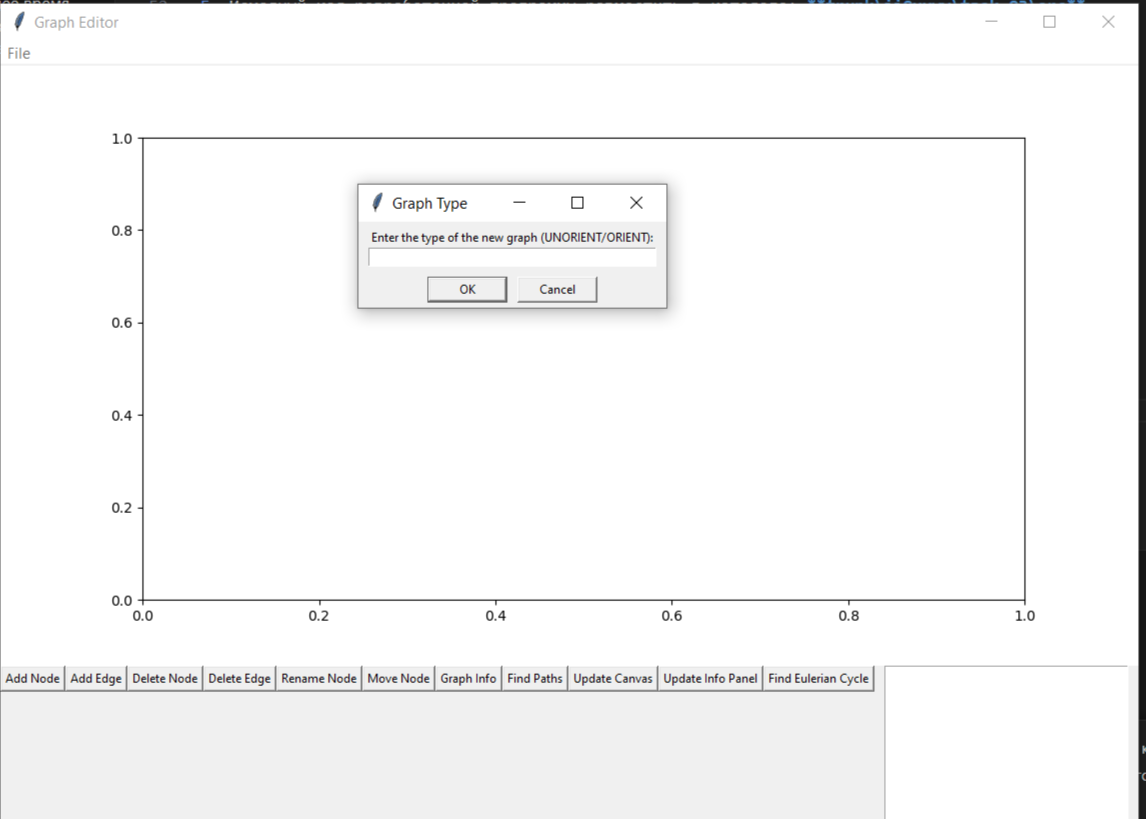 Graph Editor
File
1.0
0.8
0.6
0.4
0.2
0.0
0.0 0.2 0.4 0.6 0.8 1.0
Graph Type
Enter the type of the new graph (UNORIENT/ORIENT):
OK Cancel
Add Node Add Edge Delete Node Delete Edge Rename Node Move Node Graph Info Find Paths Update Canvas Update Info Panel Find Eulerian Cycle